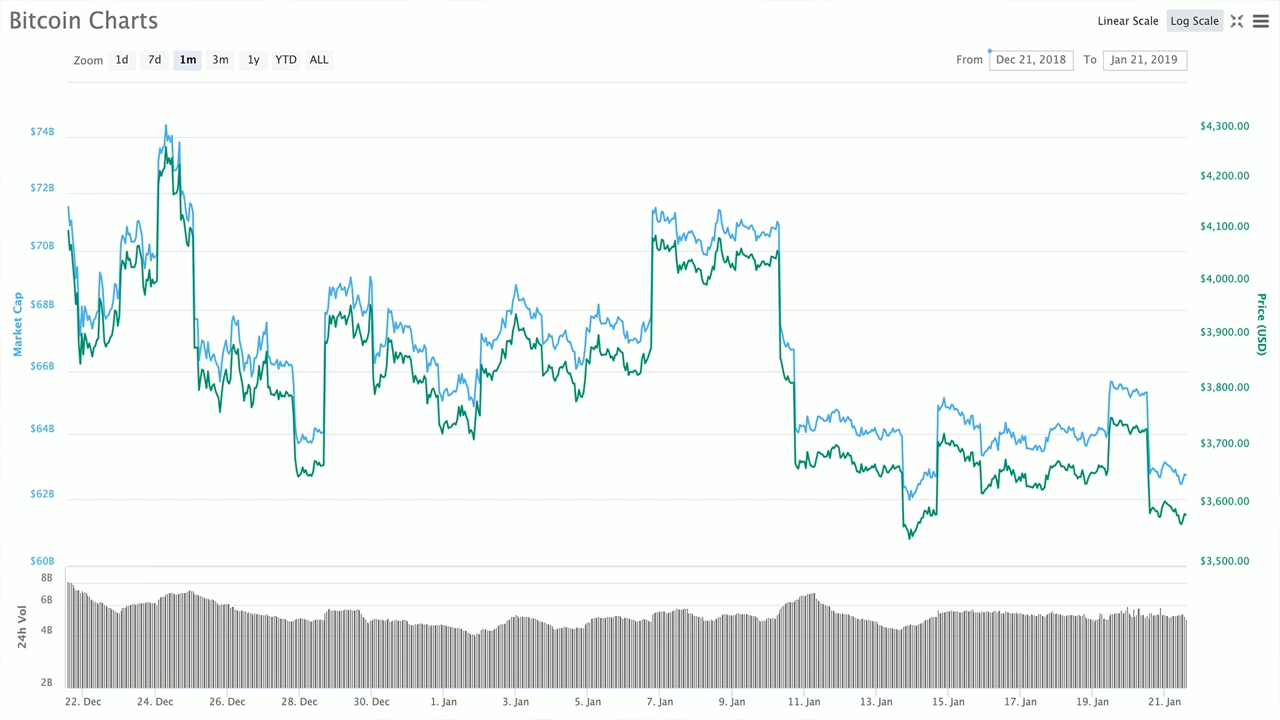 Bitcoin Charts
Linear Scale Log Scale
Zoom 1d 7d 1m 3m 1y YTD ALL
From Dec 21, 2018 To Jan 21, 2019
Market Cap
$74B
$72B
$70B
$68B
$66B
$64B
$62B
$60B
$4,300.00
$4,200.00
$4,100.00
$4,000.00
$3,900.00
$3,800.00
$3,700.00
$3,600.00
$3,500.00
Price (USD)
24h Vol
8B
6B
4B
2B
22. Dec 24. Dec 26. Dec 28. Dec 30. Dec 1. Jan 3. Jan 5. Jan 7. Jan 9. Jan 11. Jan 13. Jan 15. Jan 17. Jan 19. Jan 21. Jan